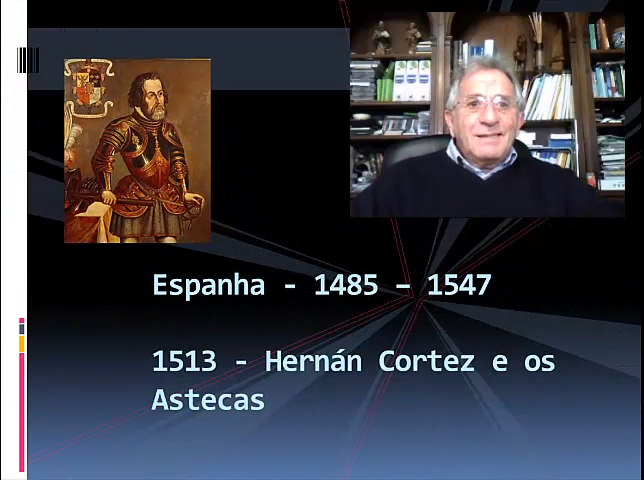 Espanha - 1485 – 1547
1513 - Hernán Cortez e os
Astecas